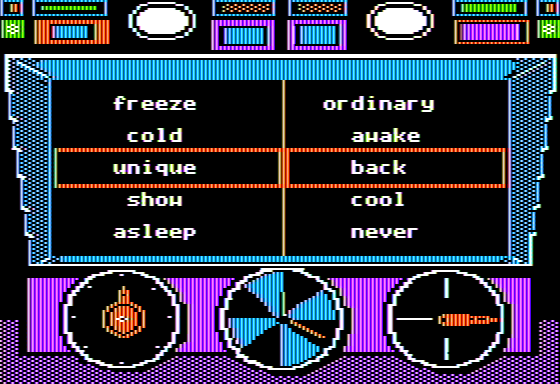 freeze ordinary
cold awake
unique back
show cool
asleep never